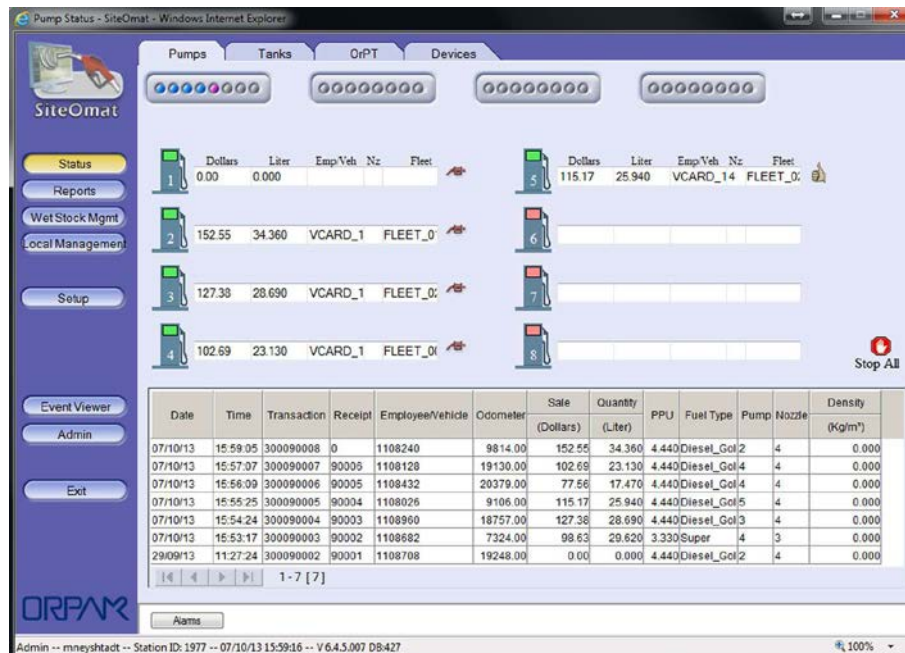 Pump Status - SiteOmat - Windows Internet Explorer
Pumps Tanks OrPT Devices
SiteOmat
Status
Reports
Wet Stock Mgmt
Local Management
Setup
Event Viewer
Admin
Exit
Dollars Liter Emp/Veh Nz Fleet
1 0.00 0.000
2 152.55 34.360 VCARD_1 FLEET_0
3 127.38 28.690 VCARD_1 FLEET_02
4 102.69 23.130 VCARD_1 FLEET_00
Dollars Liter Emp/Veh Nz Fleet
5 115.17 25.940 VCARD_14 FLEET_02
6
7
8
Stop All
Date Time Transaction Receipt Employee/Vehicle Odometer Sale (Dollars) Quantity (Liter) PPU Fuel Type Pump Nozzle Density (Kg/m³)
07/10/13 15:59:05 300090008 0 1108240 9814.00 152.55 34.360 4.440 Diesel_Gol 2 4 0.000
07/10/13 15:57:07 300090007 90006 1108128 19130.00 102.69 23.130 4.440 Diesel_Gol 4 4 0.000
07/10/13 15:56:09 300090006 90005 1108432 20379.00 77.56 17.470 4.440 Diesel_Gol 4 4 0.000
07/10/13 15:55:25 300090005 90004 1108026 9106.00 115.17 25.940 4.440 Diesel_Gol 5 4 0.000
07/10/13 15:54:24 300090004 90003 1108960 18757.00 127.38 28.690 4.440 Diesel_Gol 3 4 0.000
07/10/13 15:53:17 300090003 90002 1108682 7324.00 98.63 29.620 3.330 Super 4 3 0.000
29/09/13 11:27:24 300090002 90001 1108708 19248.00 0.00 0.000 4.440 Diesel_Gol 2 4 0.000
1-7 [7]
ORPAK
Alarms
Admin -- mneyshtadt -- Station ID: 1977 -- 07/10/13 15:59:16 -- V 6.4.5.007 DB:427
100%